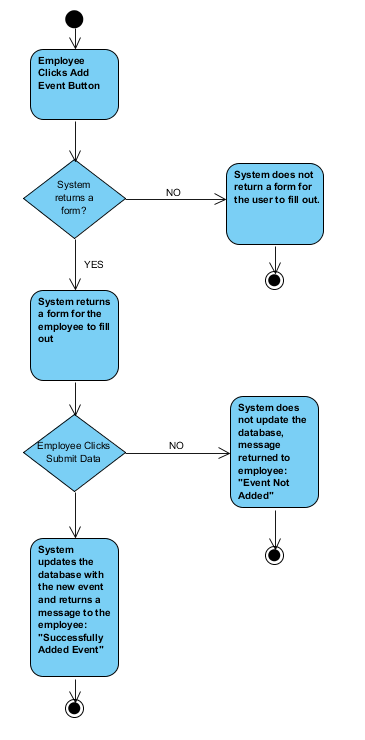 Employee
Clicks Add
Event Button
System
returns a
form?
NO
System does not
return a form for
the user to fill out.
YES
System returns
a form for the
employee to fill
out
Employee Clicks
Submit Data
NO
System does
not update the
database,
message
returned to
employee:
"Event Not
Added"
System
updates the
database with
the new event
and returns a
message to the
employee:
"Successfully
Added Event"